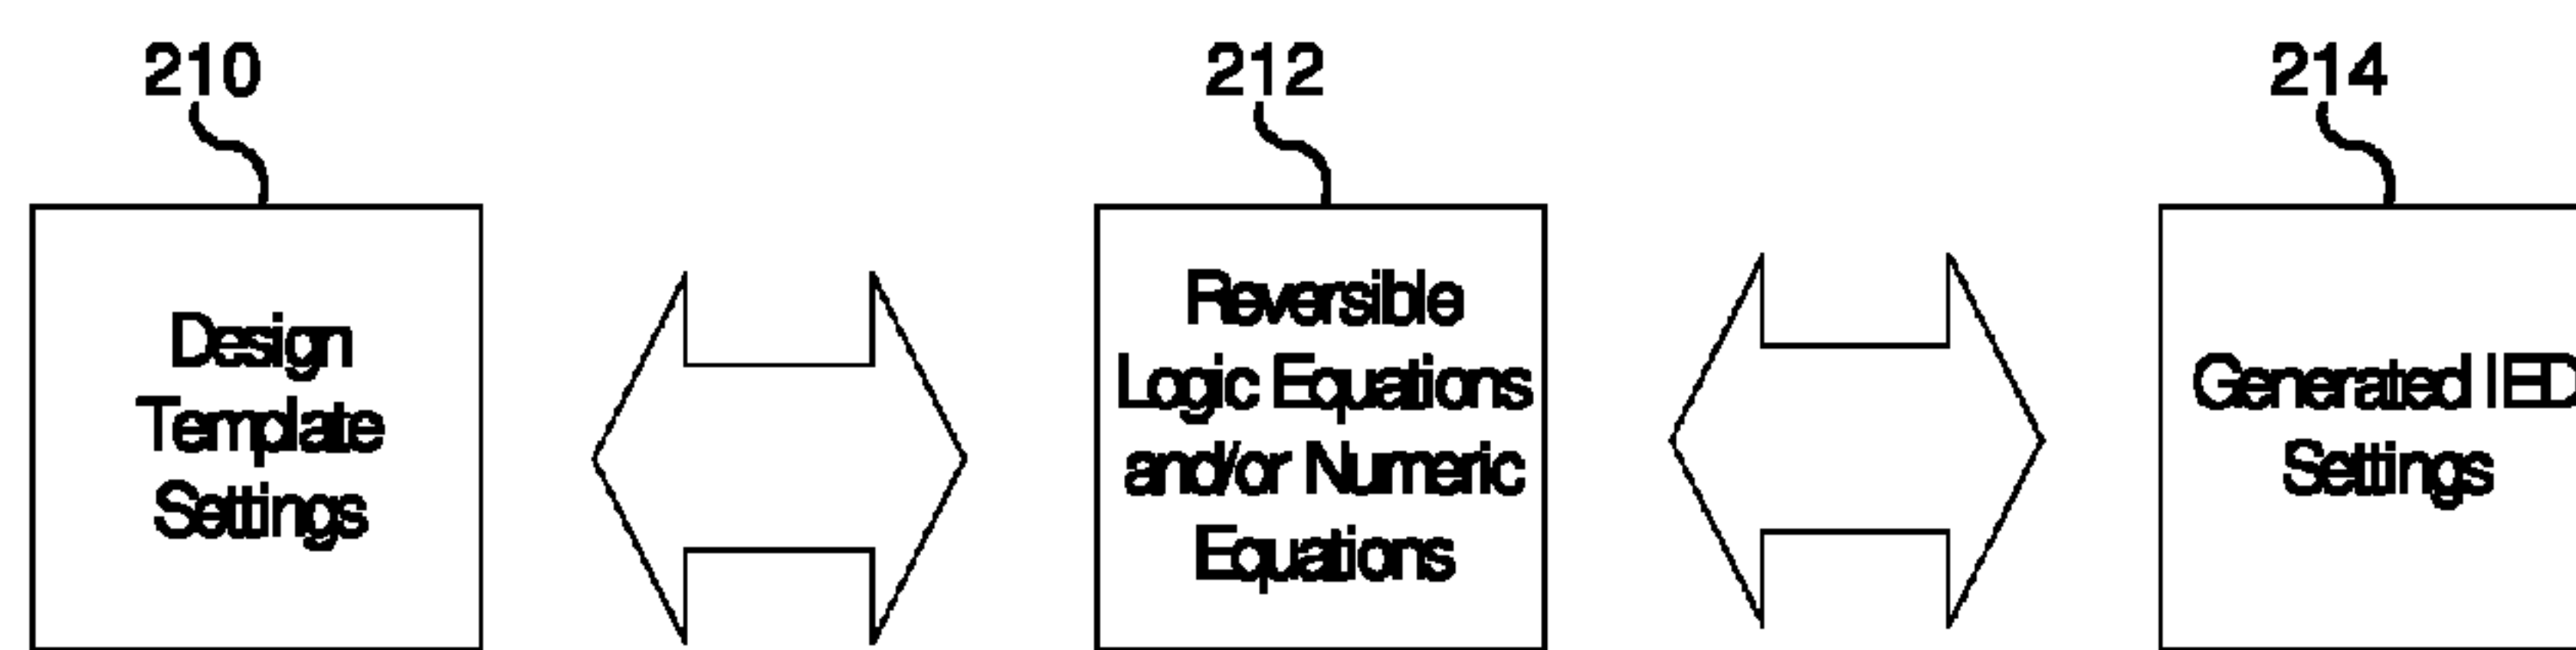 210
212
214
Design
Template
Settings
Reversible
Logic Equations
and/or Numeric
Equations
Generated IED
Settings